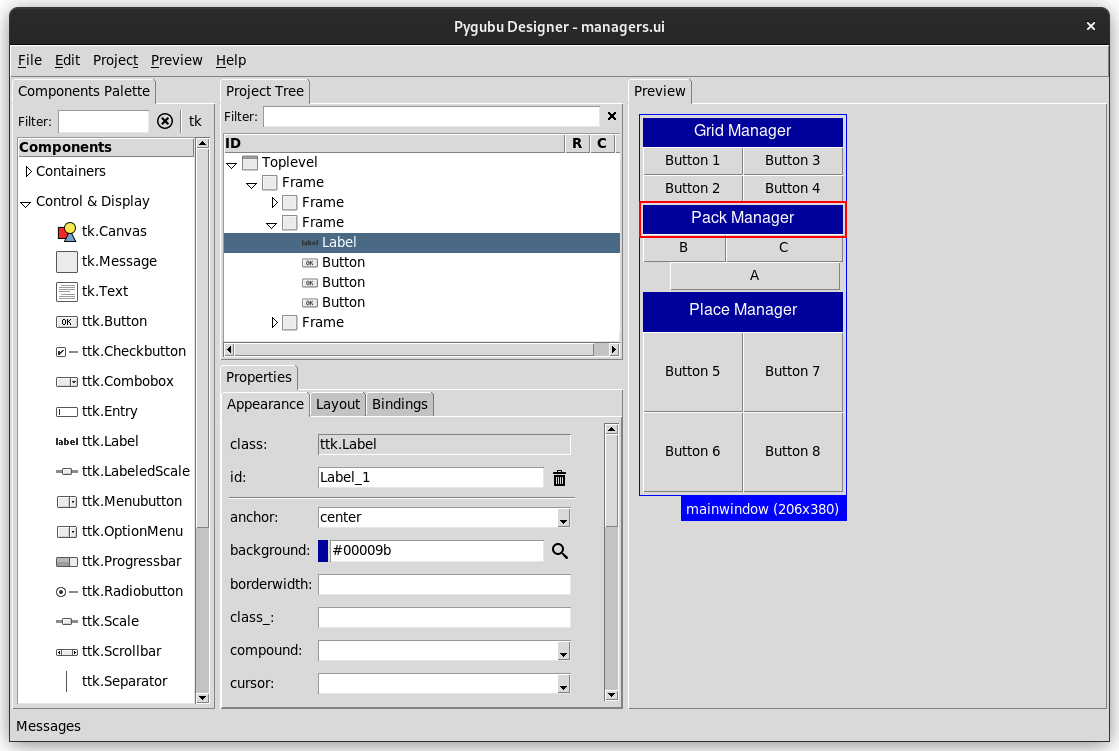 Pygubu Designer - managers.ui
File Edit Project Preview Help
Components Palette
Filter:
tk
Components
Containers
Control & Display
tk.Canvas
tk.Message
tk.Text
OK ttk.Button
ttk.Checkbutton
ttk.Combobox
ttk.Entry
label ttk.Label
ttk.LabeledScale
ttk.Menubutton
ttk.OptionMenu
ttk.Progressbar
ttk.Radiobutton
ttk.Scale
ttk.Scrollbar
ttk.Separator
Project Tree
Filter:
ID R C
Toplevel
Frame
Frame
Frame
label Label
OK Button
OK Button
OK Button
Frame
Properties
Appearance Layout Bindings
class: ttk.Label
id: Label_1
anchor: center
background: #00009b
borderwidth:
class_:
compound:
cursor:
Preview
Grid Manager
Button 1 Button 3
Button 2 Button 4
Pack Manager
B C
A
Place Manager
Button 5 Button 7
Button 6 Button 8
mainwindow (206x380)
Messages